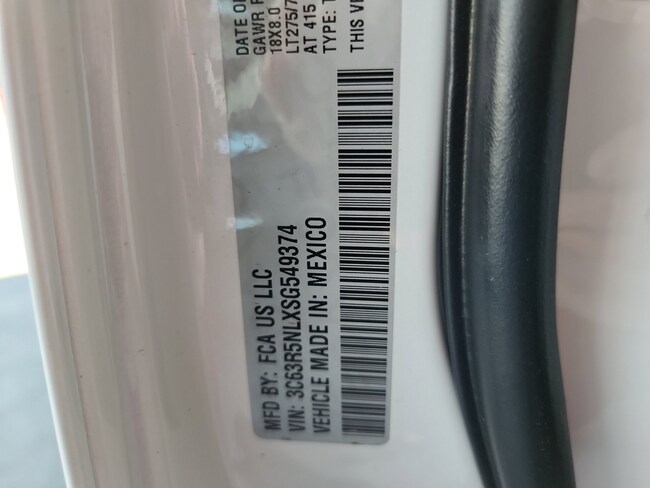 MFD BY: FCA US LLC
VIN: 3C63R5NLXSG549374
VEHICLE MADE IN: MEXICO
DATE OF
GAWR
18X8.0
LT275/7
AT 415
TYPE:
THIS